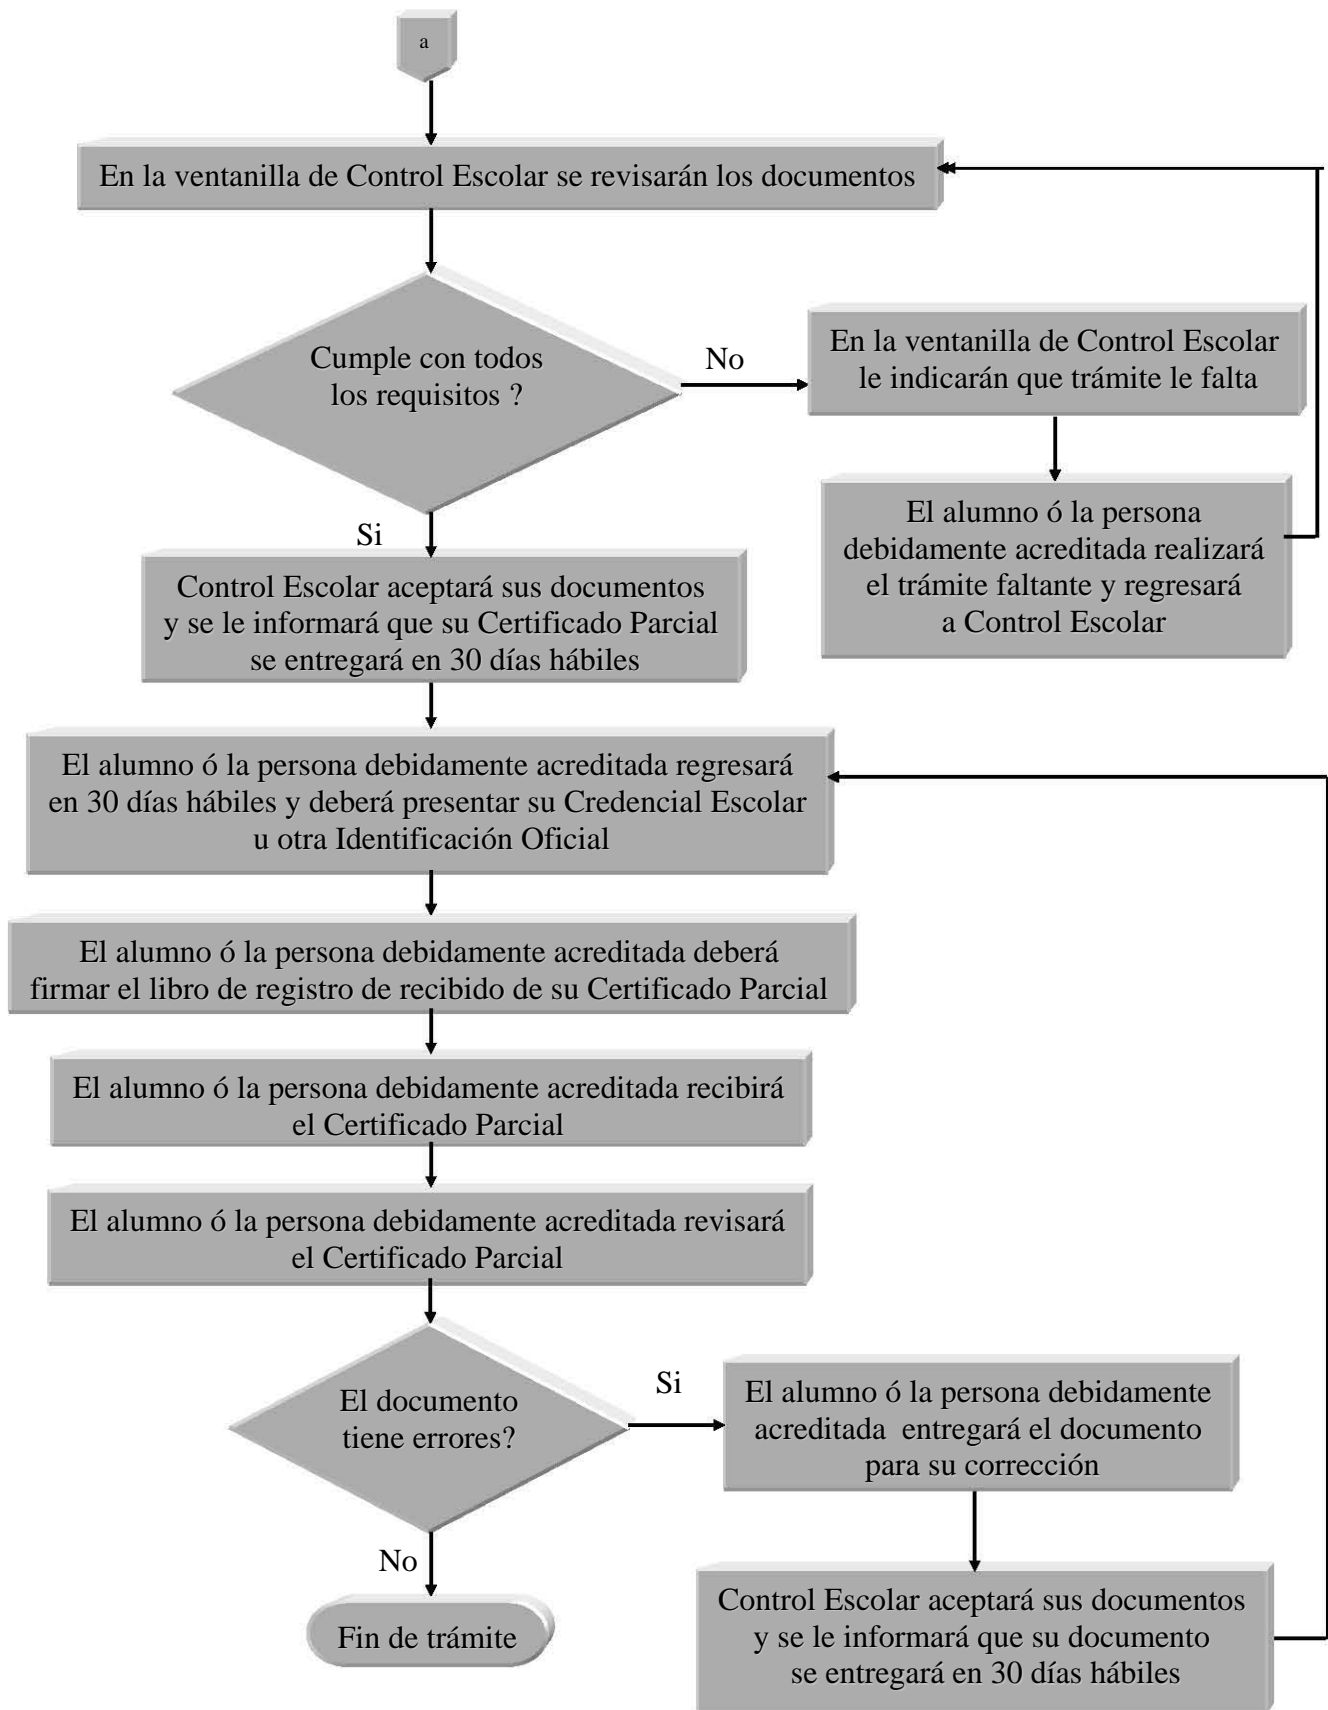 a
En la ventanilla de Control Escolar se revisarán los documentos
Cumple con todos
los requisitos ?
No
En la ventanilla de Control Escolar
le indicarán que trámite le falta
El alumno ó la persona
debidamente acreditada realizará
el trámite faltante y regresará
a Control Escolar
Si
Control Escolar aceptará sus documentos
y se le informará que su Certificado Parcial
se entregará en 30 días hábiles
El alumno ó la persona debidamente acreditada regresará
en 30 días hábiles y deberá presentar su Credencial Escolar
u otra Identificación Oficial
El alumno ó la persona debidamente acreditada deberá
firmar el libro de registro de recibido de su Certificado Parcial
El alumno ó la persona debidamente acreditada recibirá
el Certificado Parcial
El alumno ó la persona debidamente acreditada revisará
el Certificado Parcial
El documento
tiene errores?
Si
El alumno ó la persona debidamente
acreditada entregará el documento
para su corrección
Control Escolar aceptará sus documentos
y se le informará que su documento
se entregará en 30 días hábiles
No
Fin de trámite